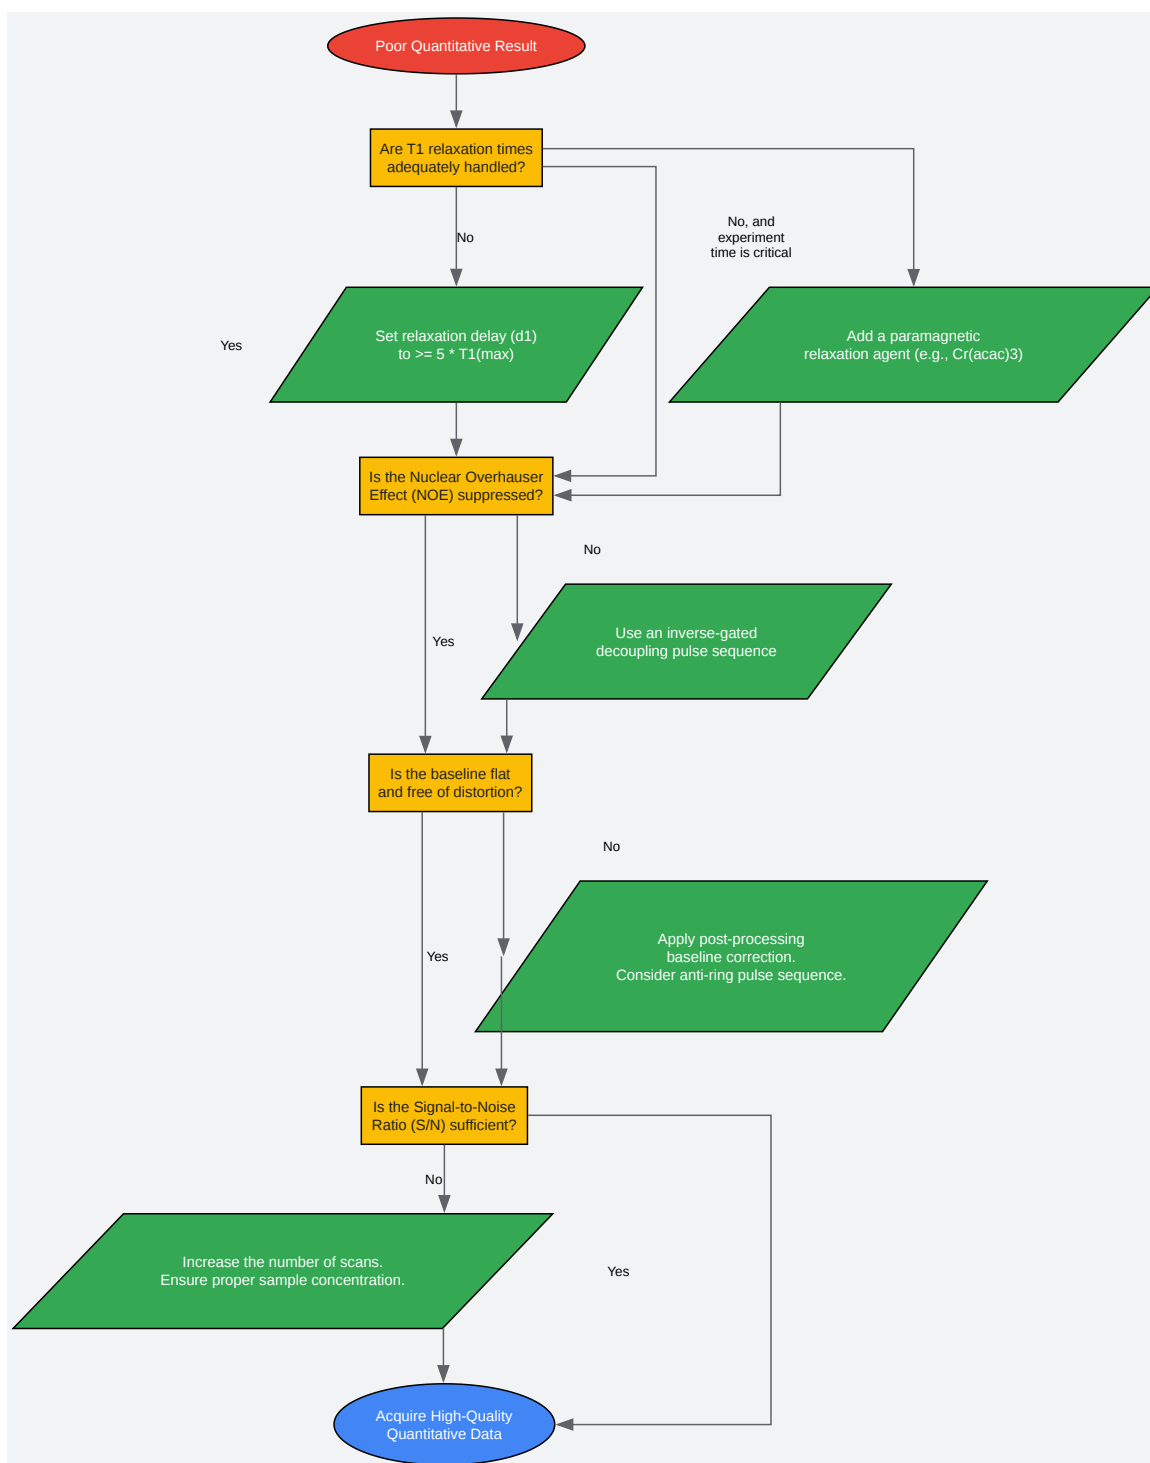 Poor Quantitative Result
Are T1 relaxation times
adequately handled?
No
No, and
experiment
time is critical
Yes
Set relaxation delay (d1)
to >= 5 * T1(max)
Add a paramagnetic
relaxation agent (e.g., Cr(acac)3)
Is the Nuclear Overhauser
Effect (NOE) suppressed?
No
Yes
Use an inverse-gated
decoupling pulse sequence
Is the baseline flat
and free of distortion?
No
Yes
Apply post-processing
baseline correction.
Consider anti-ring pulse sequence.
Is the Signal-to-Noise
Ratio (S/N) sufficient?
No
Increase the number of scans.
Ensure proper sample concentration.
Yes
Acquire High-Quality
Quantitative Data